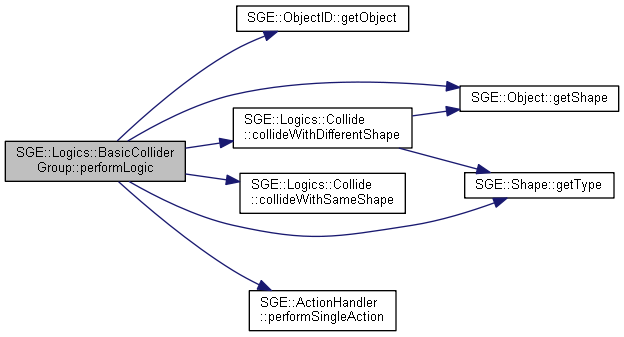 SGE::ObjectID::getObject
SGE::Object::getShape
SGE::Logics::Collide
::collideWithDifferentShape
SGE::Logics::BasicCollider
Group::performLogic
SGE::Logics::Collide
::collideWithSameShape
SGE::Shape::getType
SGE::ActionHandler
::performSingleAction